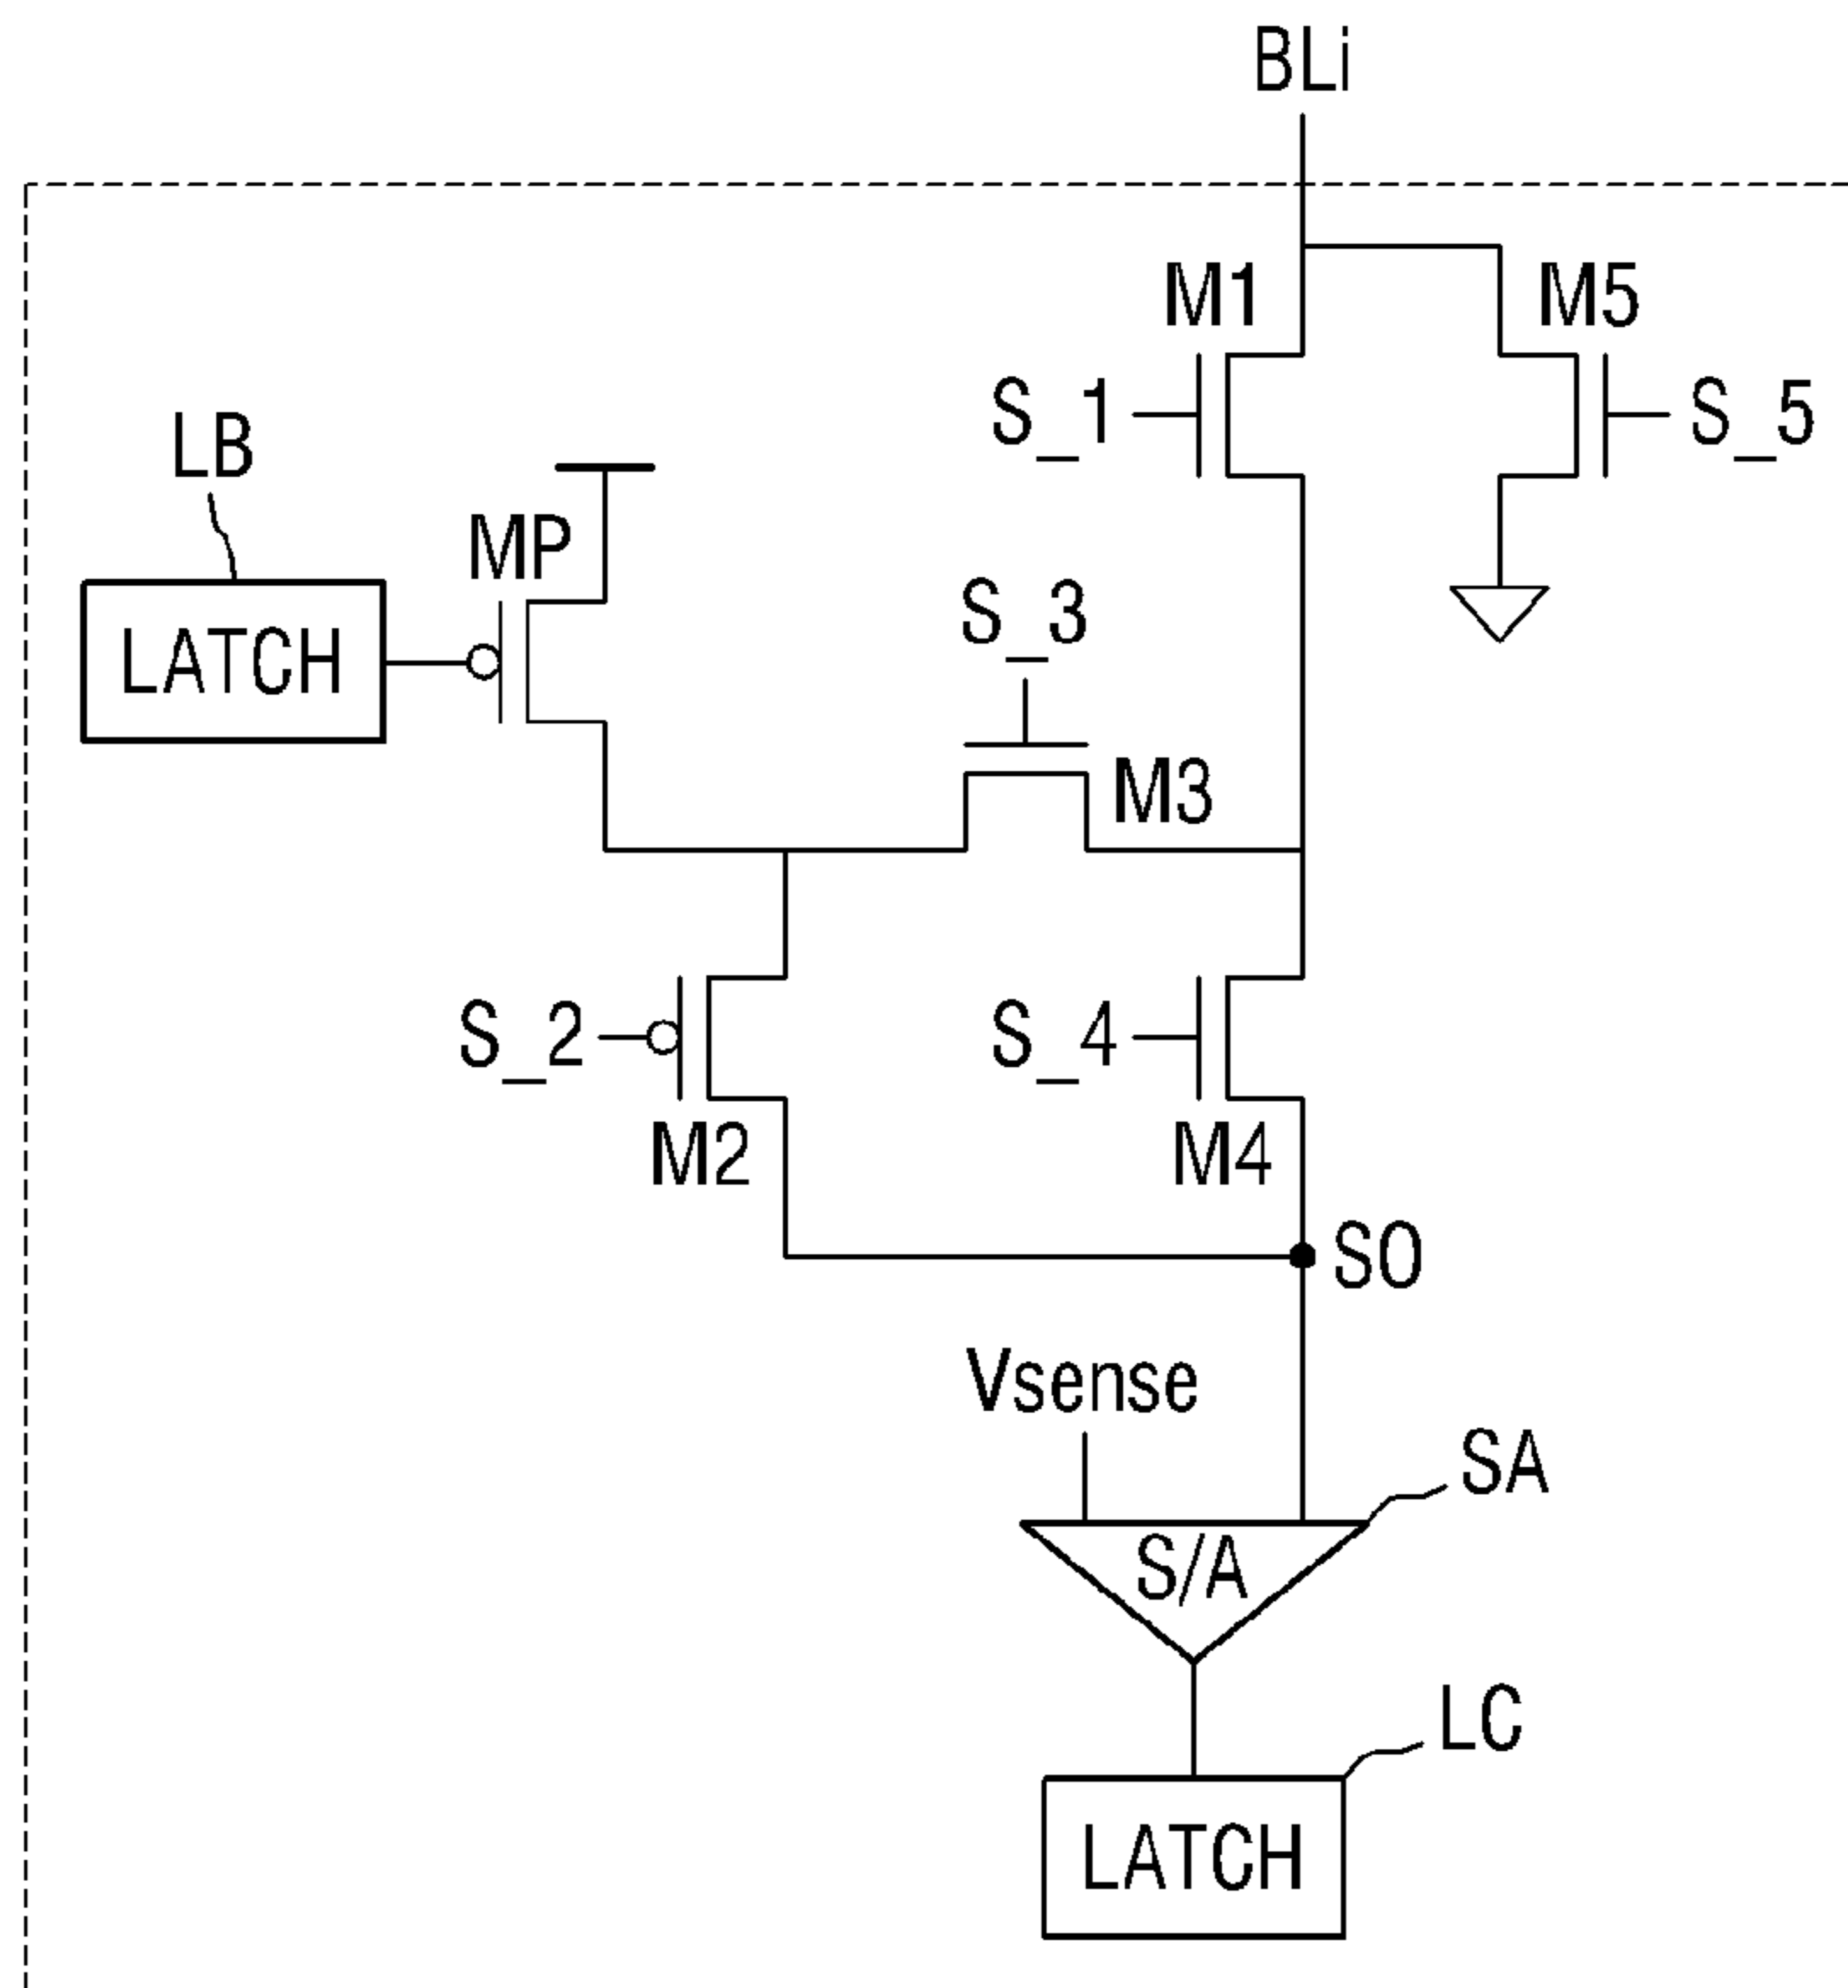 BLi
M1
M5
S_1
S_5
LB
MP
LATCH
S_3
M3
S_2
M2
S_4
M4
SO
Vsense
SA
S/A
LC
LATCH